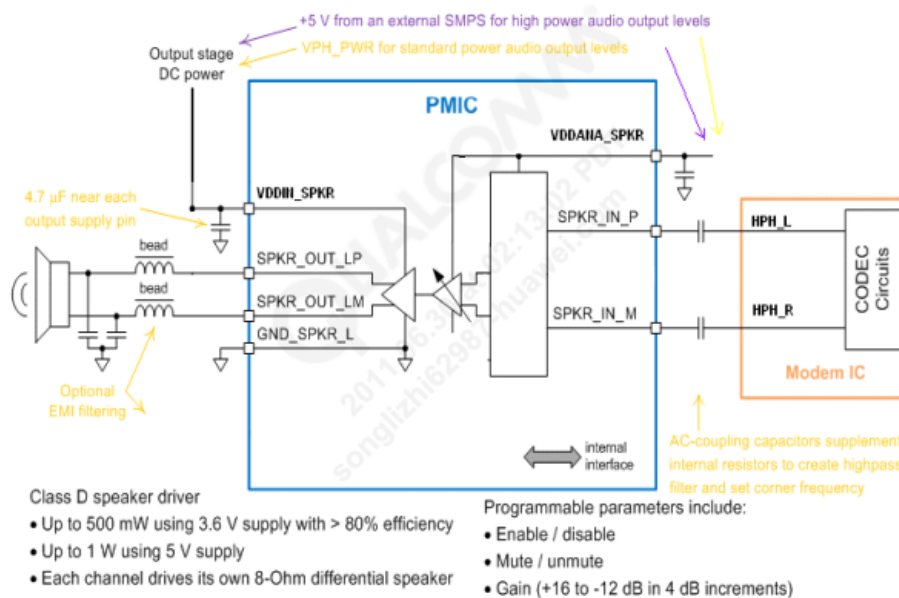 +5 V from an external SMPS for high power audio output levels
VPH_PWR for standard power audio output levels
Output stage
DC power
PMIC
VDDANA_SPKR
4.7 µF near each
output supply pin
VDDIN_SPKR
SPKR_IN_P
HPH_L
bead
SPKR_OUT_LP
bead
SPKR_OUT_LM
CODEC
Circuits
SPKR_IN_M
HPH_R
GND_SPKR_L
Modem IC
Optional
EMI filtering
internal
interface
AC-coupling capacitors supplement
internal resistors to create highpass
filter and set corner frequency
Class D speaker driver
• Up to 500 mW using 3.6 V supply with > 80% efficiency
• Up to 1 W using 5 V supply
• Each channel drives its own 8-Ohm differential speaker
Programmable parameters include:
• Enable / disable
• Mute / unmute
• Gain (+16 to -12 dB in 4 dB increments)
QUALCOMM